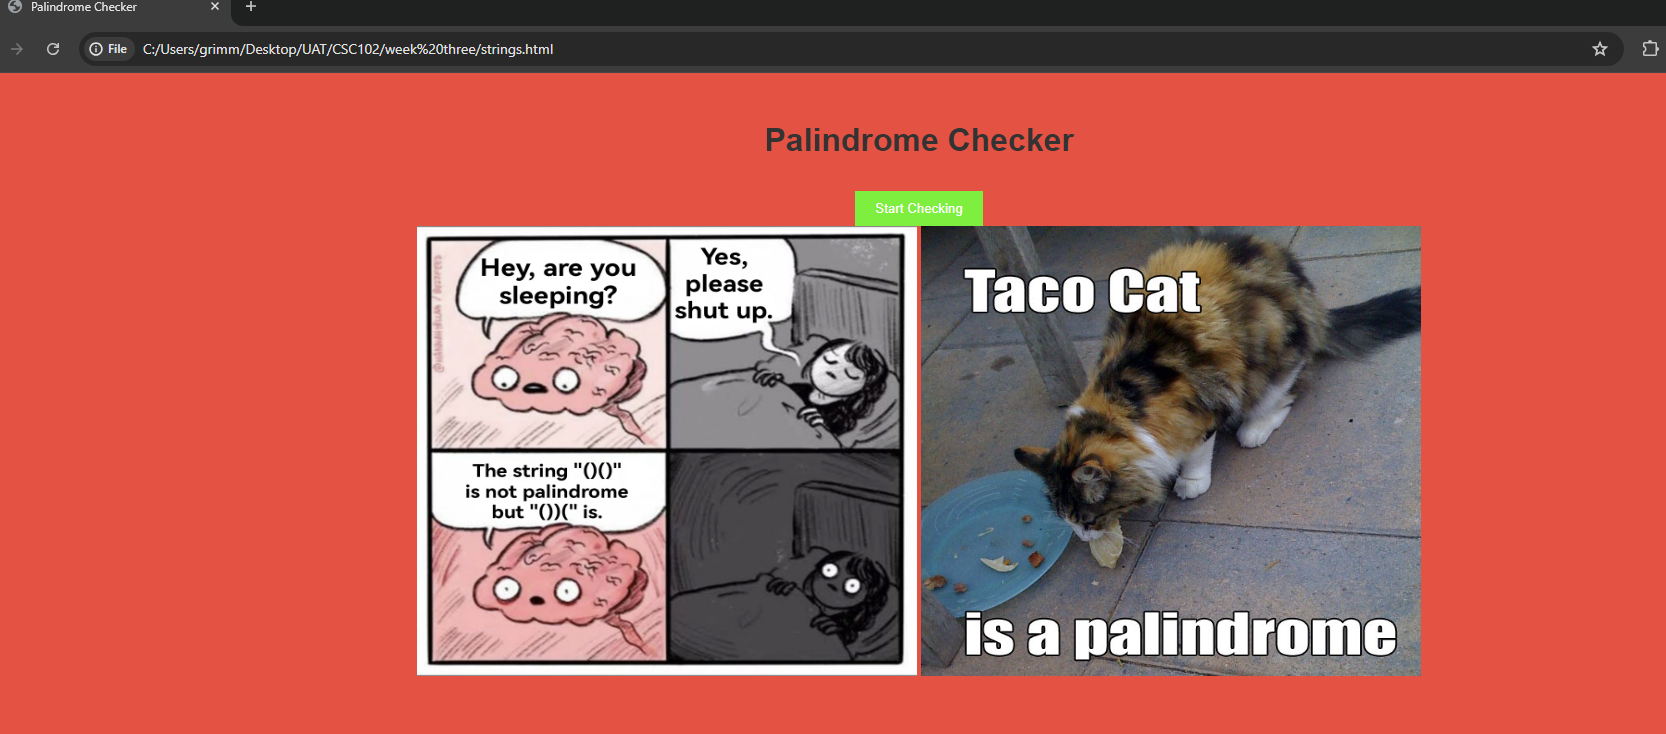 Palindrome Checker
File
C:/Users/grimm/Desktop/UAT/CSC102/week%20three/strings.html
Palindrome Checker
Start Checking
Hey, are you
sleeping?
Yes,
please
shut up.
The string "()()"
is not palindrome
but "())(" is.
Taco Cat
is a palindrome